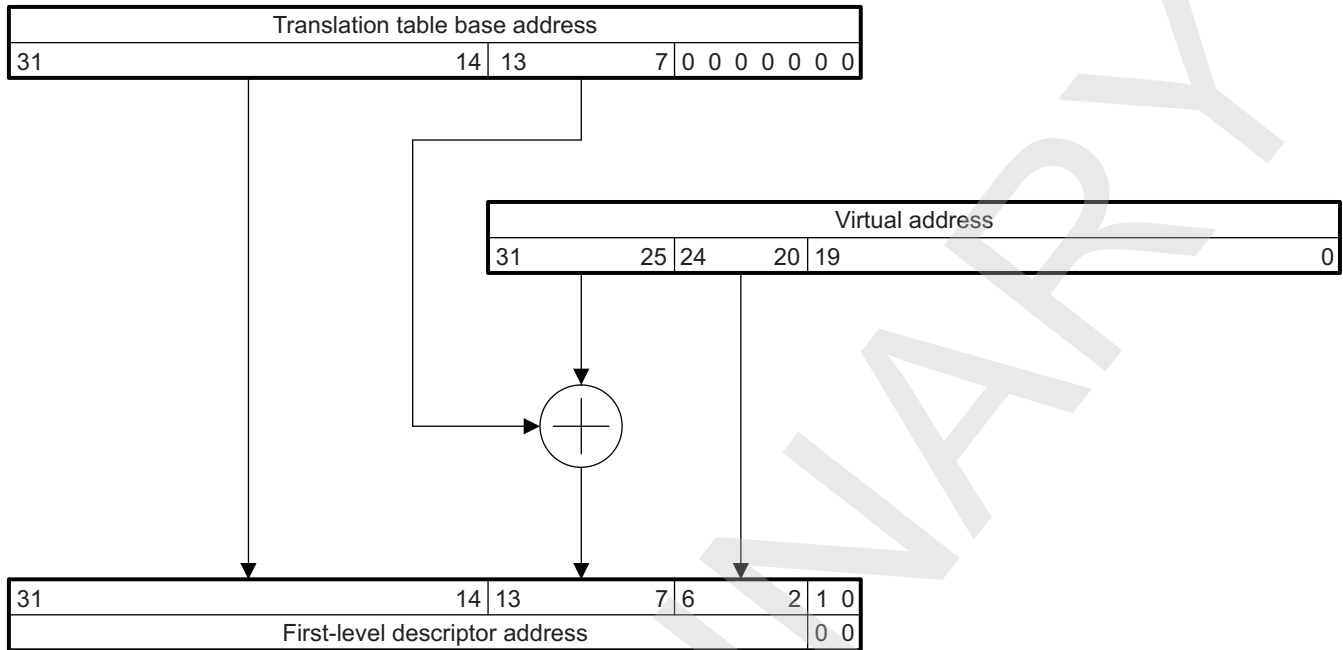 Translation table base address
31 14 13 7 0 0 0 0 0 0 0
Virtual address
31 25 24 20 19 0
31 14 13 7 6 2 1 0
First-level descriptor address 0 0
INARY